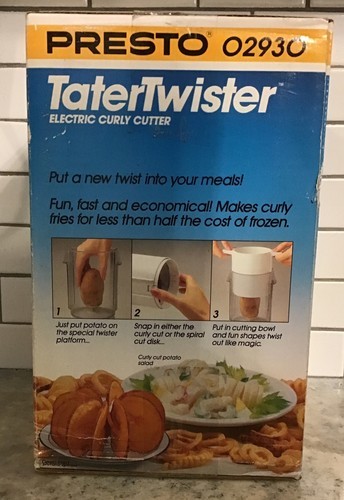 PRESTO® 02930
TaterTwister™
ELECTRIC CURLY CUTTER
Put a new twist into your meals!
Fun, fast and economical! Makes curly
fries for less than half the cost of frozen.
1
Just put potato on
the special twister
platform...
2
Snap in either the
curly cut or the spiral
cut disk...
3
Put in cutting bowl
and fun shapes twist
out like magic.
Curly cut potato
salad